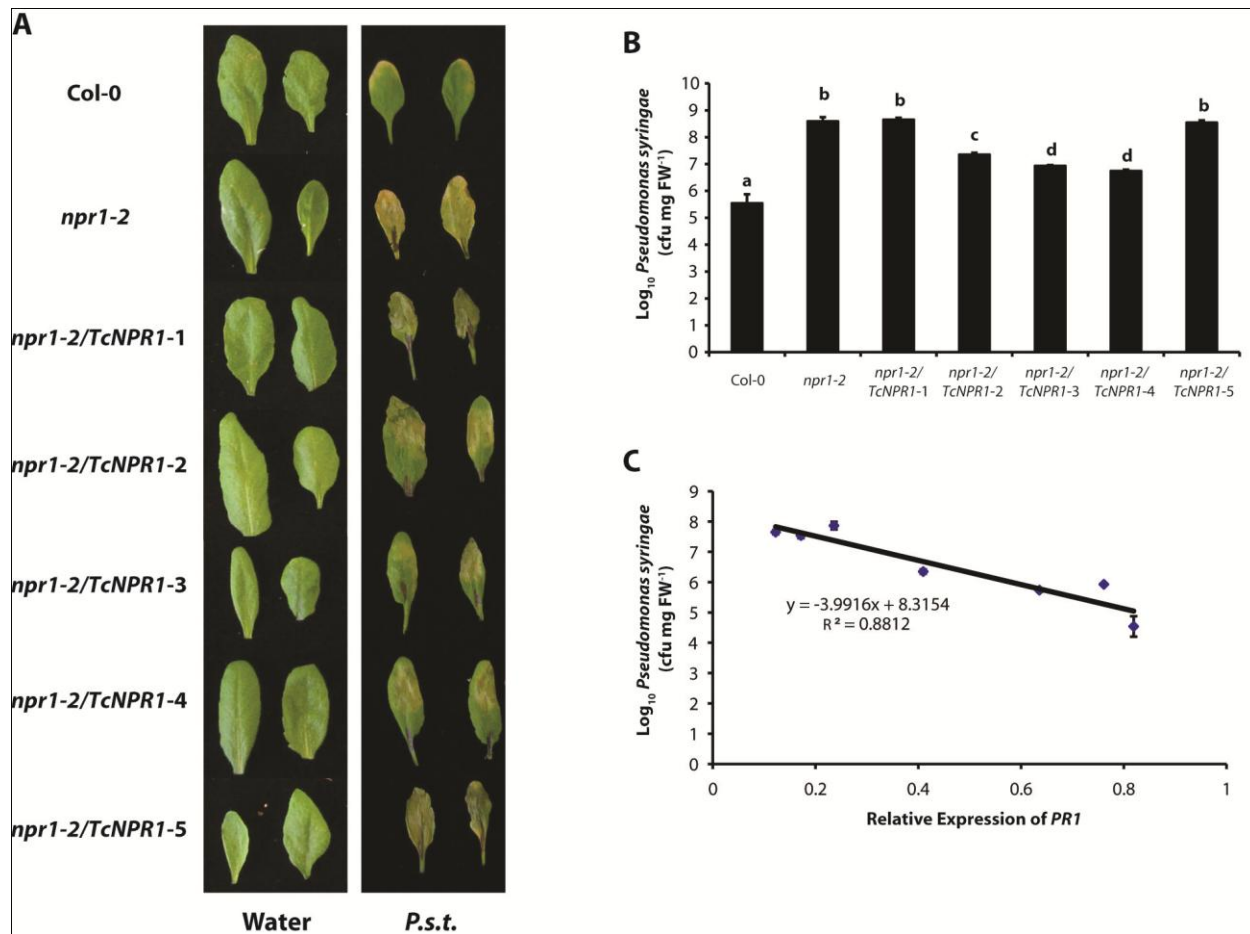 A
Col-0
npr1-2
npr1-2/TcNPR1-1
npr1-2/TcNPR1-2
npr1-2/TcNPR1-3
npr1-2/TcNPR1-4
npr1-2/TcNPR1-5
Water P.s.t.
B
Log₁₀ Pseudomonas syringae
(cfu mg FW⁻¹)
10
9
8
7
6
5
4
3
2
1
0
a b b c d d b
Col-0 npr1-2 npr1-2/ npr1-2/ npr1-2/ npr1-2/ npr1-2/
TcNPR1-1 TcNPR1-2 TcNPR1-3 TcNPR1-4 TcNPR1-5
C
Log₁₀ Pseudomonas syringae
(cfu mg FW⁻¹)
9
8
7
6
5
4
3
2
1
0
y = -3.9916x + 8.3154
R² = 0.8812
0 0.2 0.4 0.6 0.8 1
Relative Expression of PR1